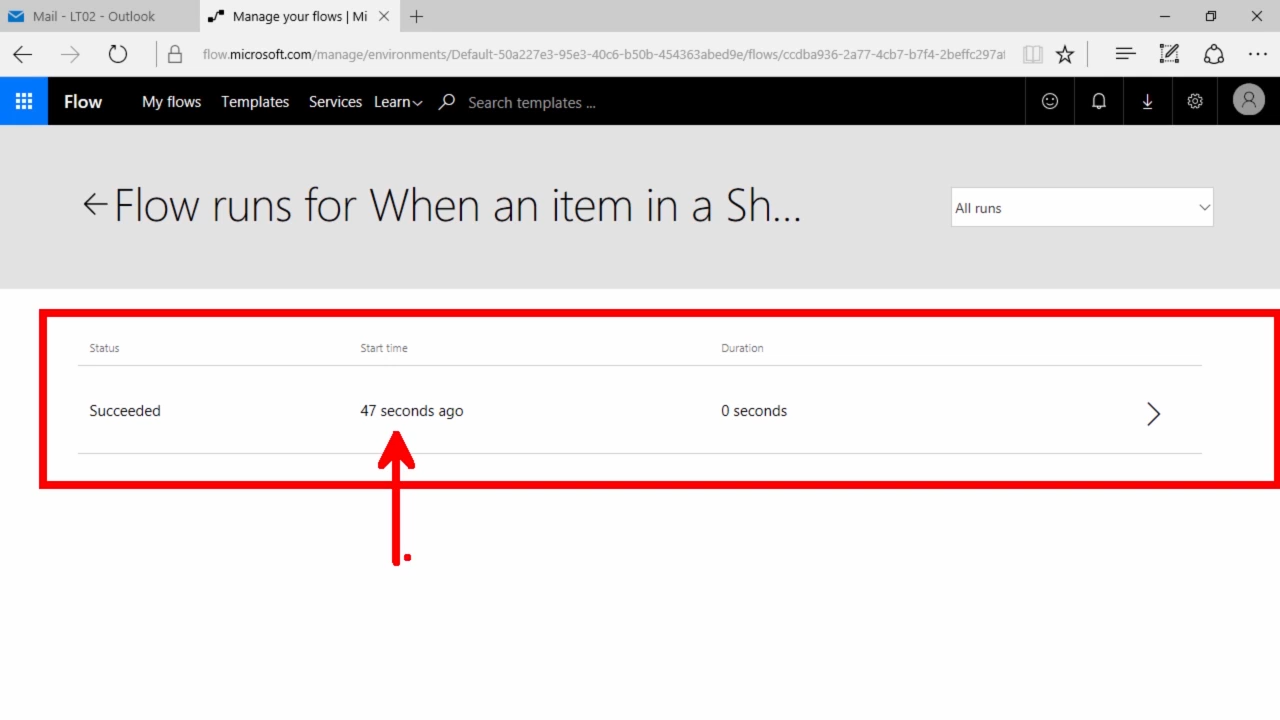 Mail - LT02 - Outlook
Manage your flows | Mi
flow.microsoft.com/manage/environments/Default-50a227e3-95e3-40c6-b50b-454363abed9e/flows/ccdba936-2a77-4cb7-b7f4-2beffc297a
Flow My flows Templates Services Learn Search templates ...
Flow runs for When an item in a Sh...
All runs
Status Start time Duration
Succeeded 47 seconds ago 0 seconds